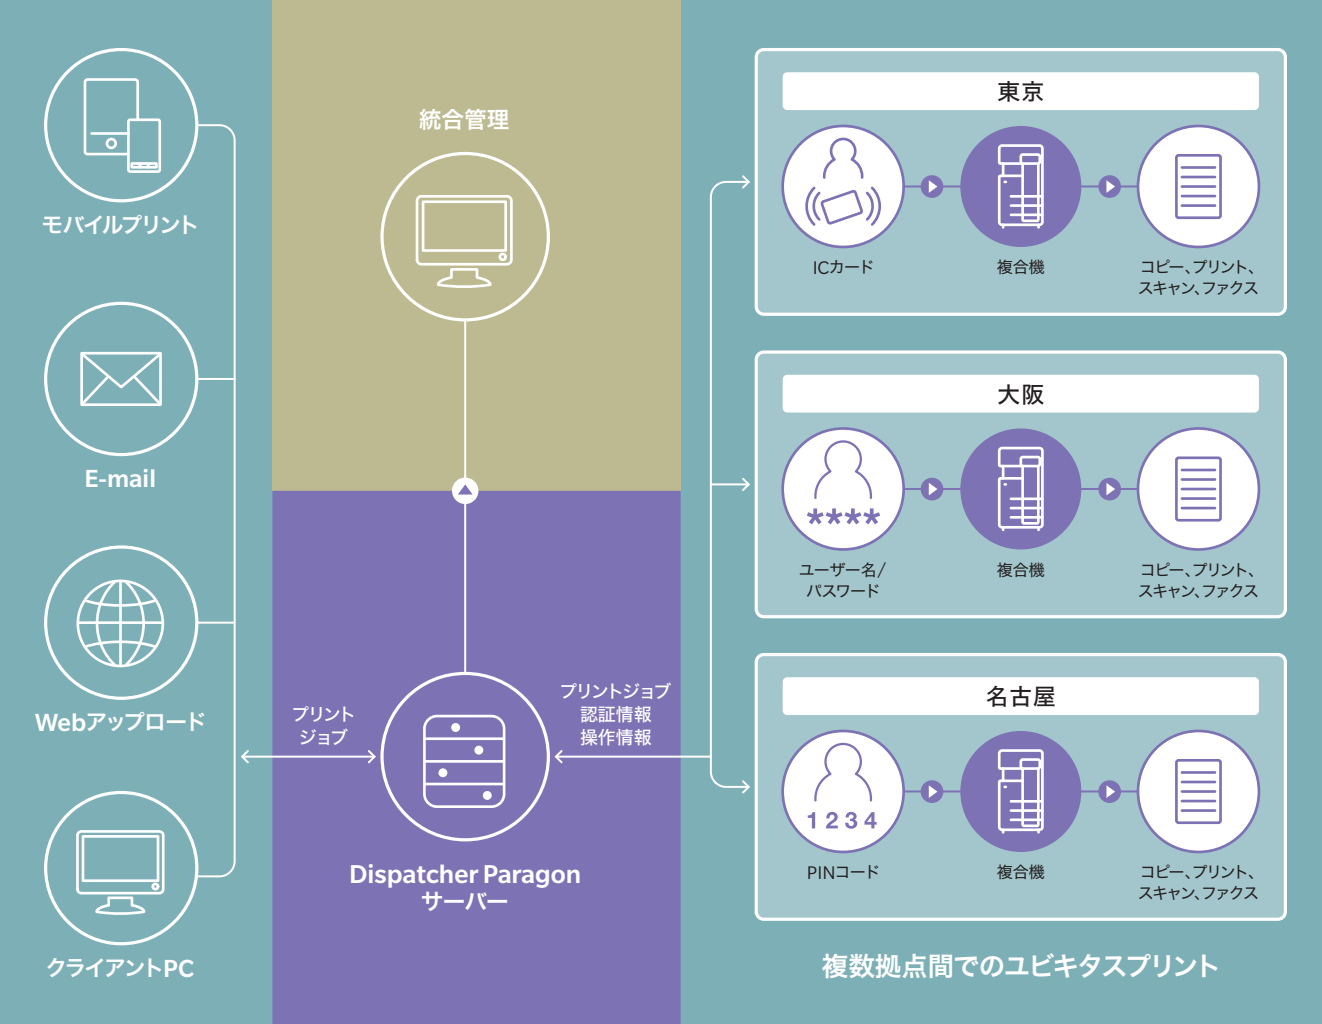 モバイルプリント
E-mail
Webアップロード
クライアントPC
統合管理
プリント
ジョブ
Dispatcher Paragon
サーバー
プリントジョブ
認証情報
操作情報
東京
ICカード
複合機
コピー、プリント、
スキャン、ファクス
大阪
****
ユーザー名/
パスワード
複合機
コピー、プリント、
スキャン、ファクス
名古屋
1234
PINコード
複合機
コピー、プリント、
スキャン、ファクス
複数拠点間でのユビキタスプリント